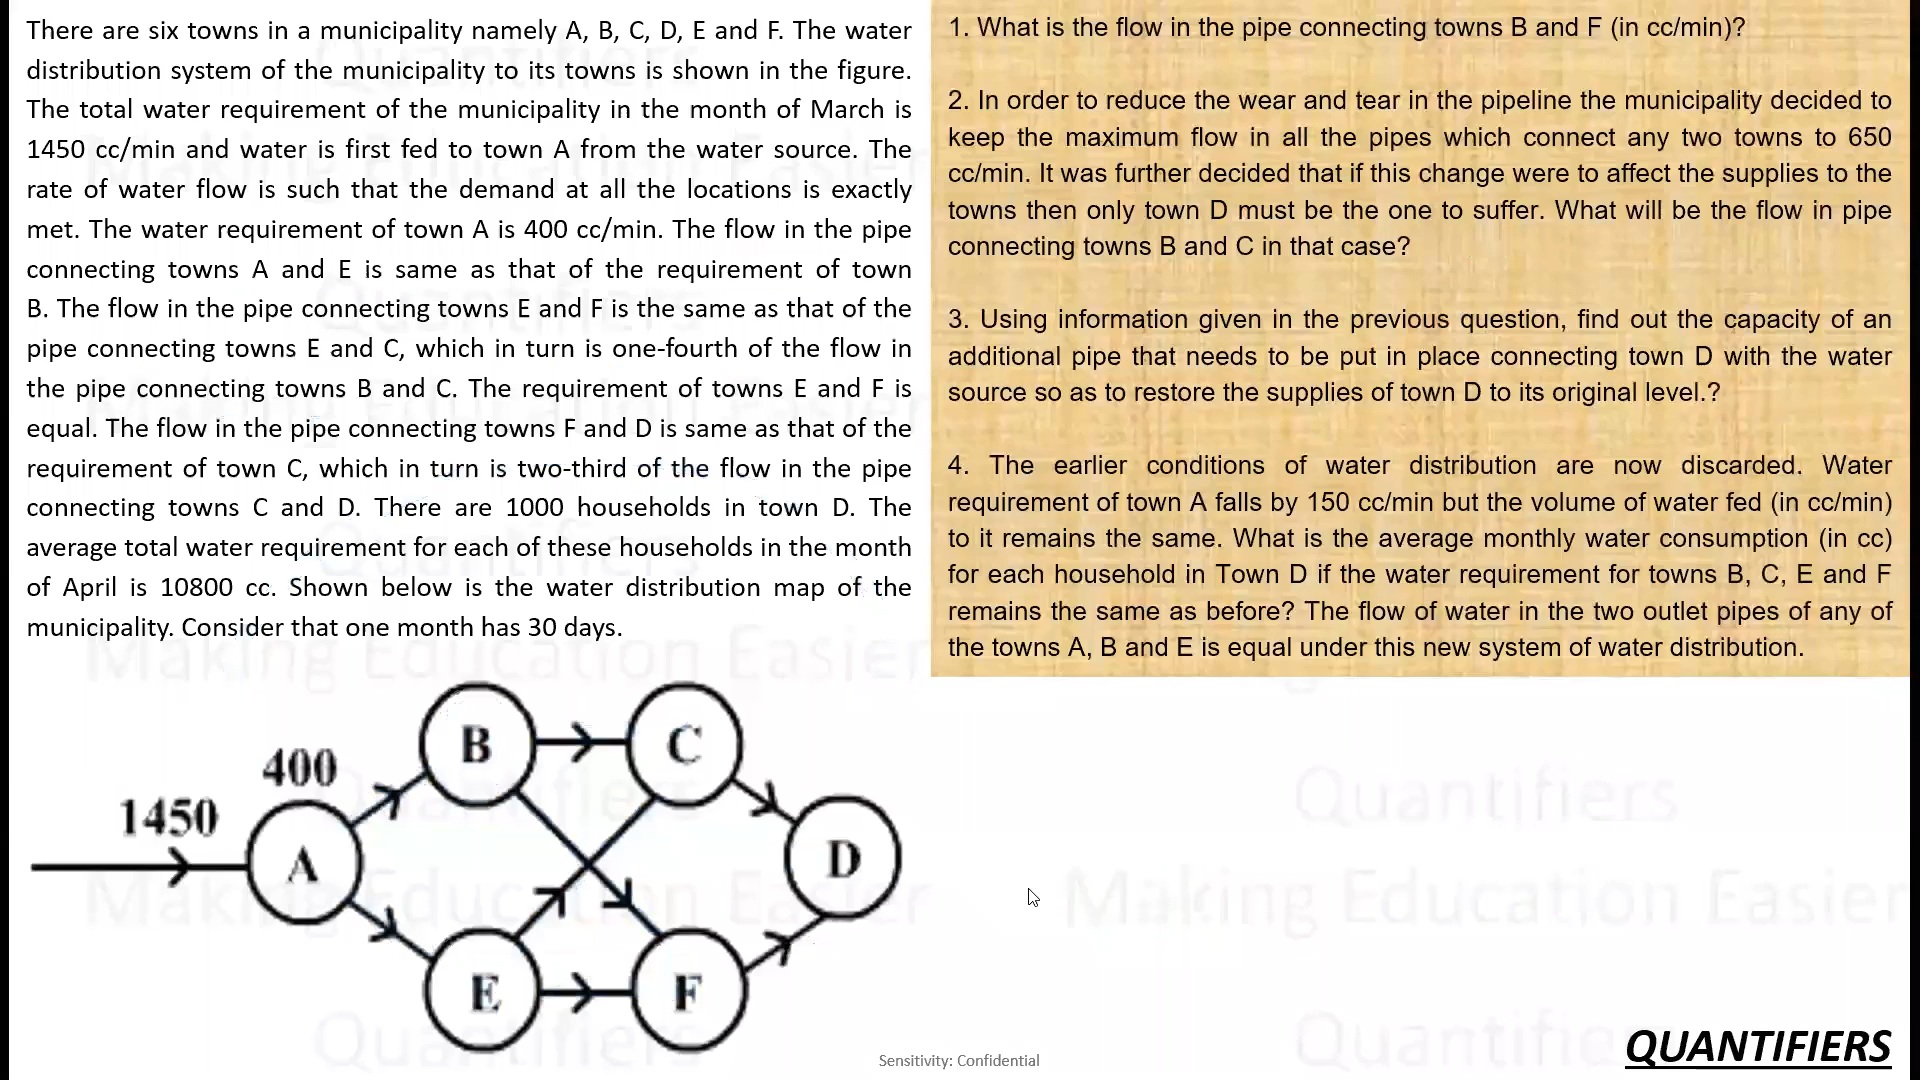 There are six towns in a municipality namely A, B, C, D, E and F. The water
distribution system of the municipality to its towns is shown in the figure.
The total water requirement of the municipality in the month of March is
1450 cc/min and water is first fed to town A from the water source. The
rate of water flow is such that the demand at all the locations is exactly
met. The water requirement of town A is 400 cc/min. The flow in the pipe
connecting towns A and E is same as that of the requirement of town
B. The flow in the pipe connecting towns E and F is the same as that of the
pipe connecting towns E and C, which in turn is one-fourth of the flow in
the pipe connecting towns B and C. The requirement of towns E and F is
equal. The flow in the pipe connecting towns F and D is same as that of the
requirement of town C, which in turn is two-third of the flow in the pipe
connecting towns C and D. There are 1000 households in town D. The
average total water requirement for each of these households in the month
of April is 10800 cc. Shown below is the water distribution map of the
municipality. Consider that one month has 30 days.
1. What is the flow in the pipe connecting towns B and F (in cc/min)?
2. In order to reduce the wear and tear in the pipeline the municipality decided to
keep the maximum flow in all the pipes which connect any two towns to 650
cc/min. It was further decided that if this change were to affect the supplies to the
towns then only town D must be the one to suffer. What will be the flow in pipe
connecting towns B and C in that case?
3. Using information given in the previous question, find out the capacity of an
additional pipe that needs to be put in place connecting town D with the water
source so as to restore the supplies of town D to its original level.?
4. The earlier conditions of water distribution are now discarded. Water
requirement of town A falls by 150 cc/min but the volume of water fed (in cc/min)
to it remains the same. What is the average monthly water consumption (in cc)
for each household in Town D if the water requirement for towns B, C, E and F
remains the same as before? The flow of water in the two outlet pipes of any of
the towns A, B and E is equal under this new system of water distribution.
B
C
400
1450
A
D
E
F
Quantifiers
Making Education Easier
Quantifiers
QUANTIFIERS
Sensitivity: Confidential